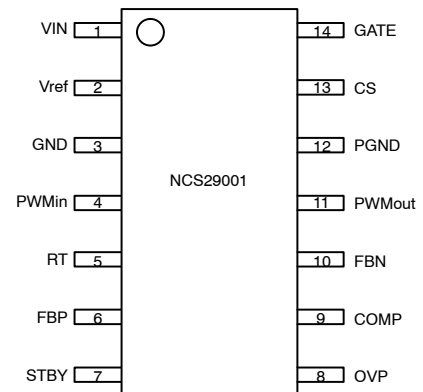 VIN 1 14 GATE
Vref 2 13 CS
GND 3 12 PGND
NCS29001
PWMin 4 11 PWMout
RT 5 10 FBN
FBP 6 9 COMP
STBY 7 8 OVP